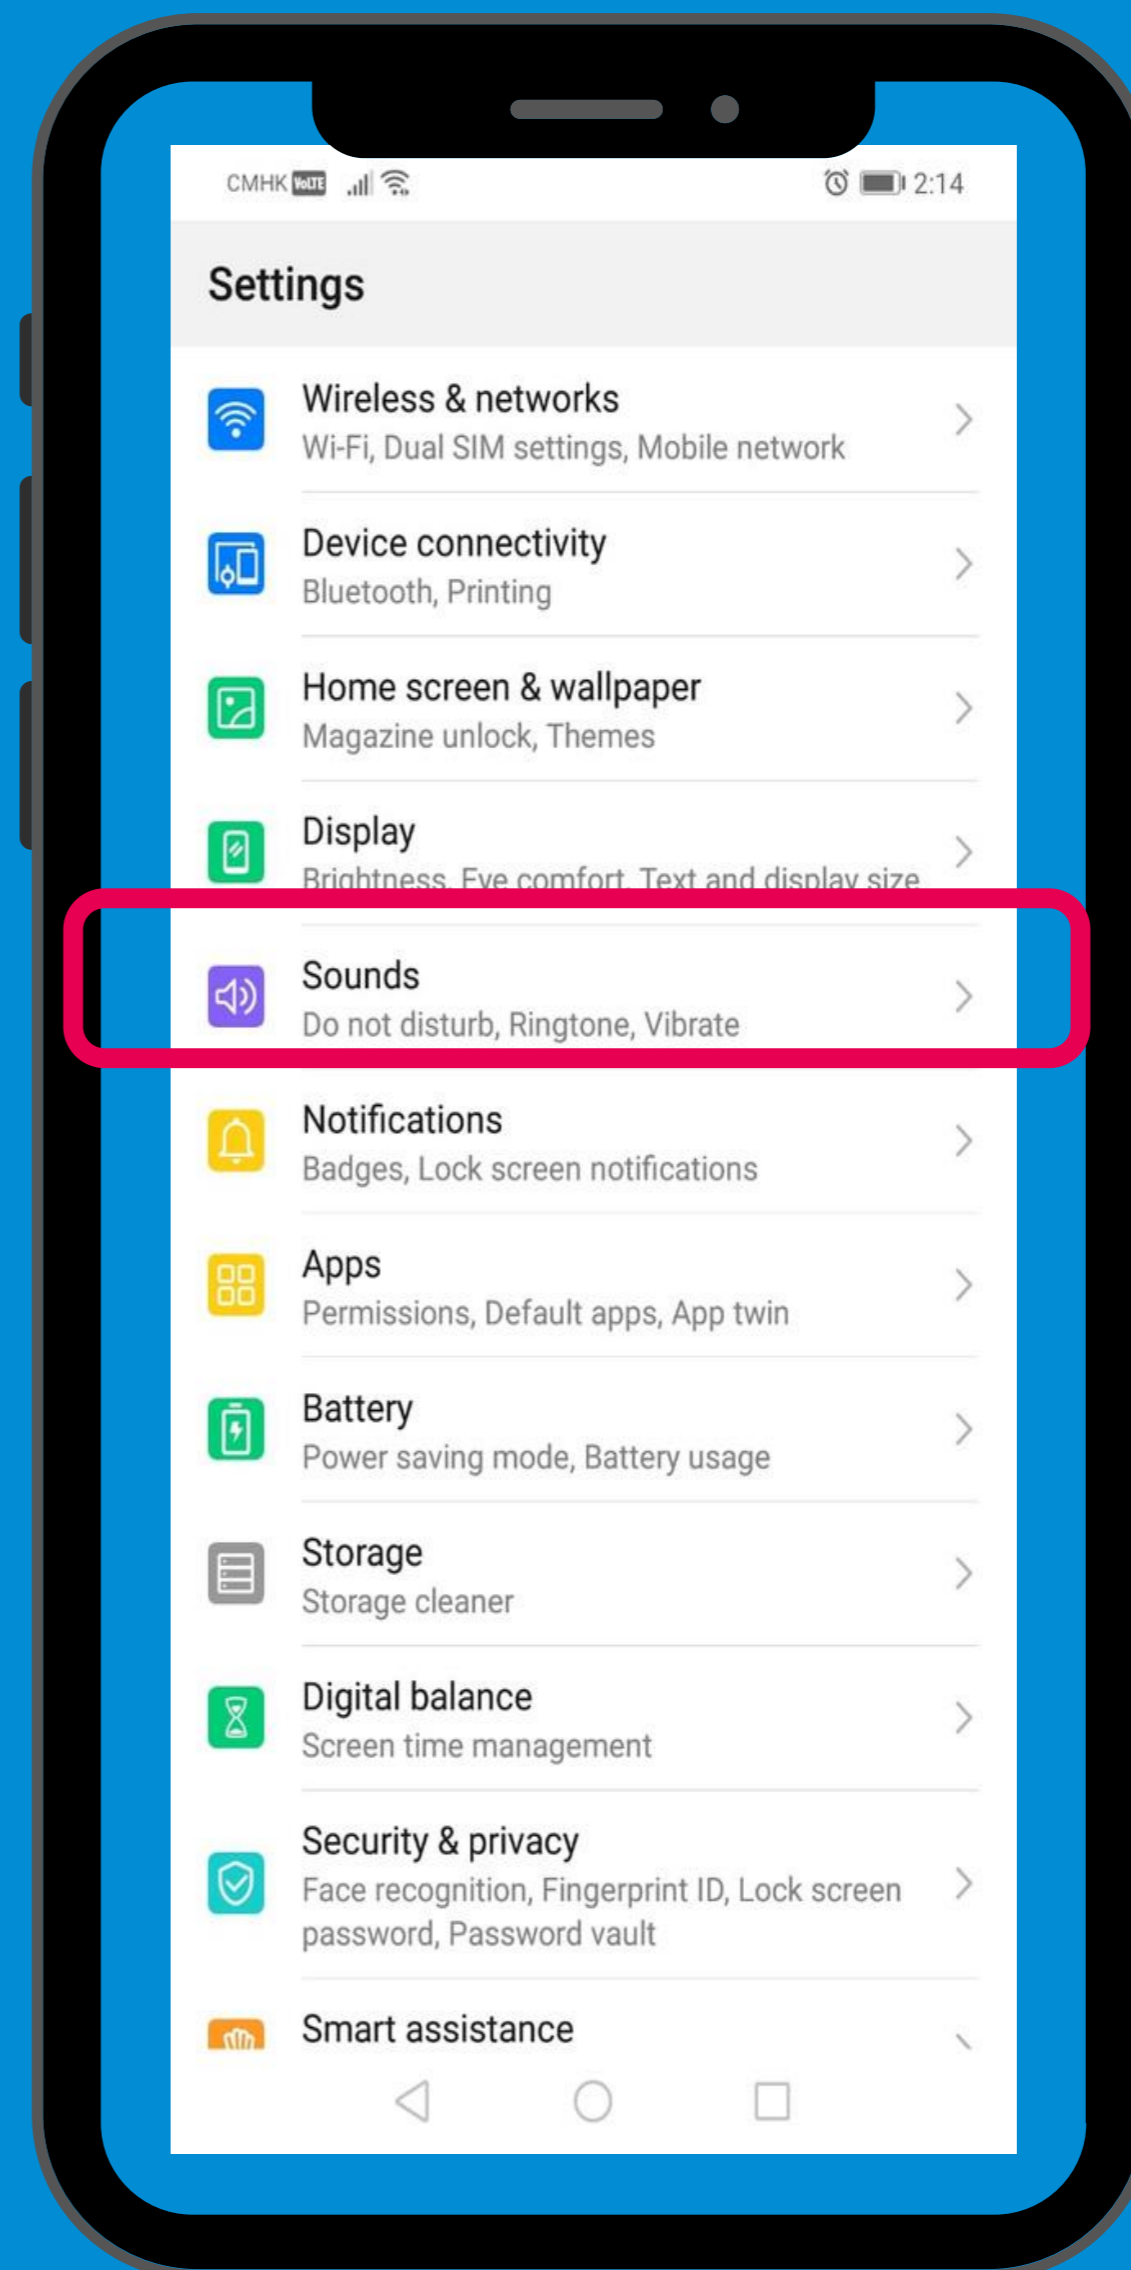 CMHK VoLTE 2:14
Settings
Wireless & networks
Wi-Fi, Dual SIM settings, Mobile network
Device connectivity
Bluetooth, Printing
Home screen & wallpaper
Magazine unlock, Themes
Display
Brightness, Eye comfort, Text and display size
Sounds
Do not disturb, Ringtone, Vibrate
Notifications
Badges, Lock screen notifications
Apps
Permissions, Default apps, App twin
Battery
Power saving mode, Battery usage
Storage
Storage cleaner
Digital balance
Screen time management
Security & privacy
Face recognition, Fingerprint ID, Lock screen
password, Password vault
Smart assistance